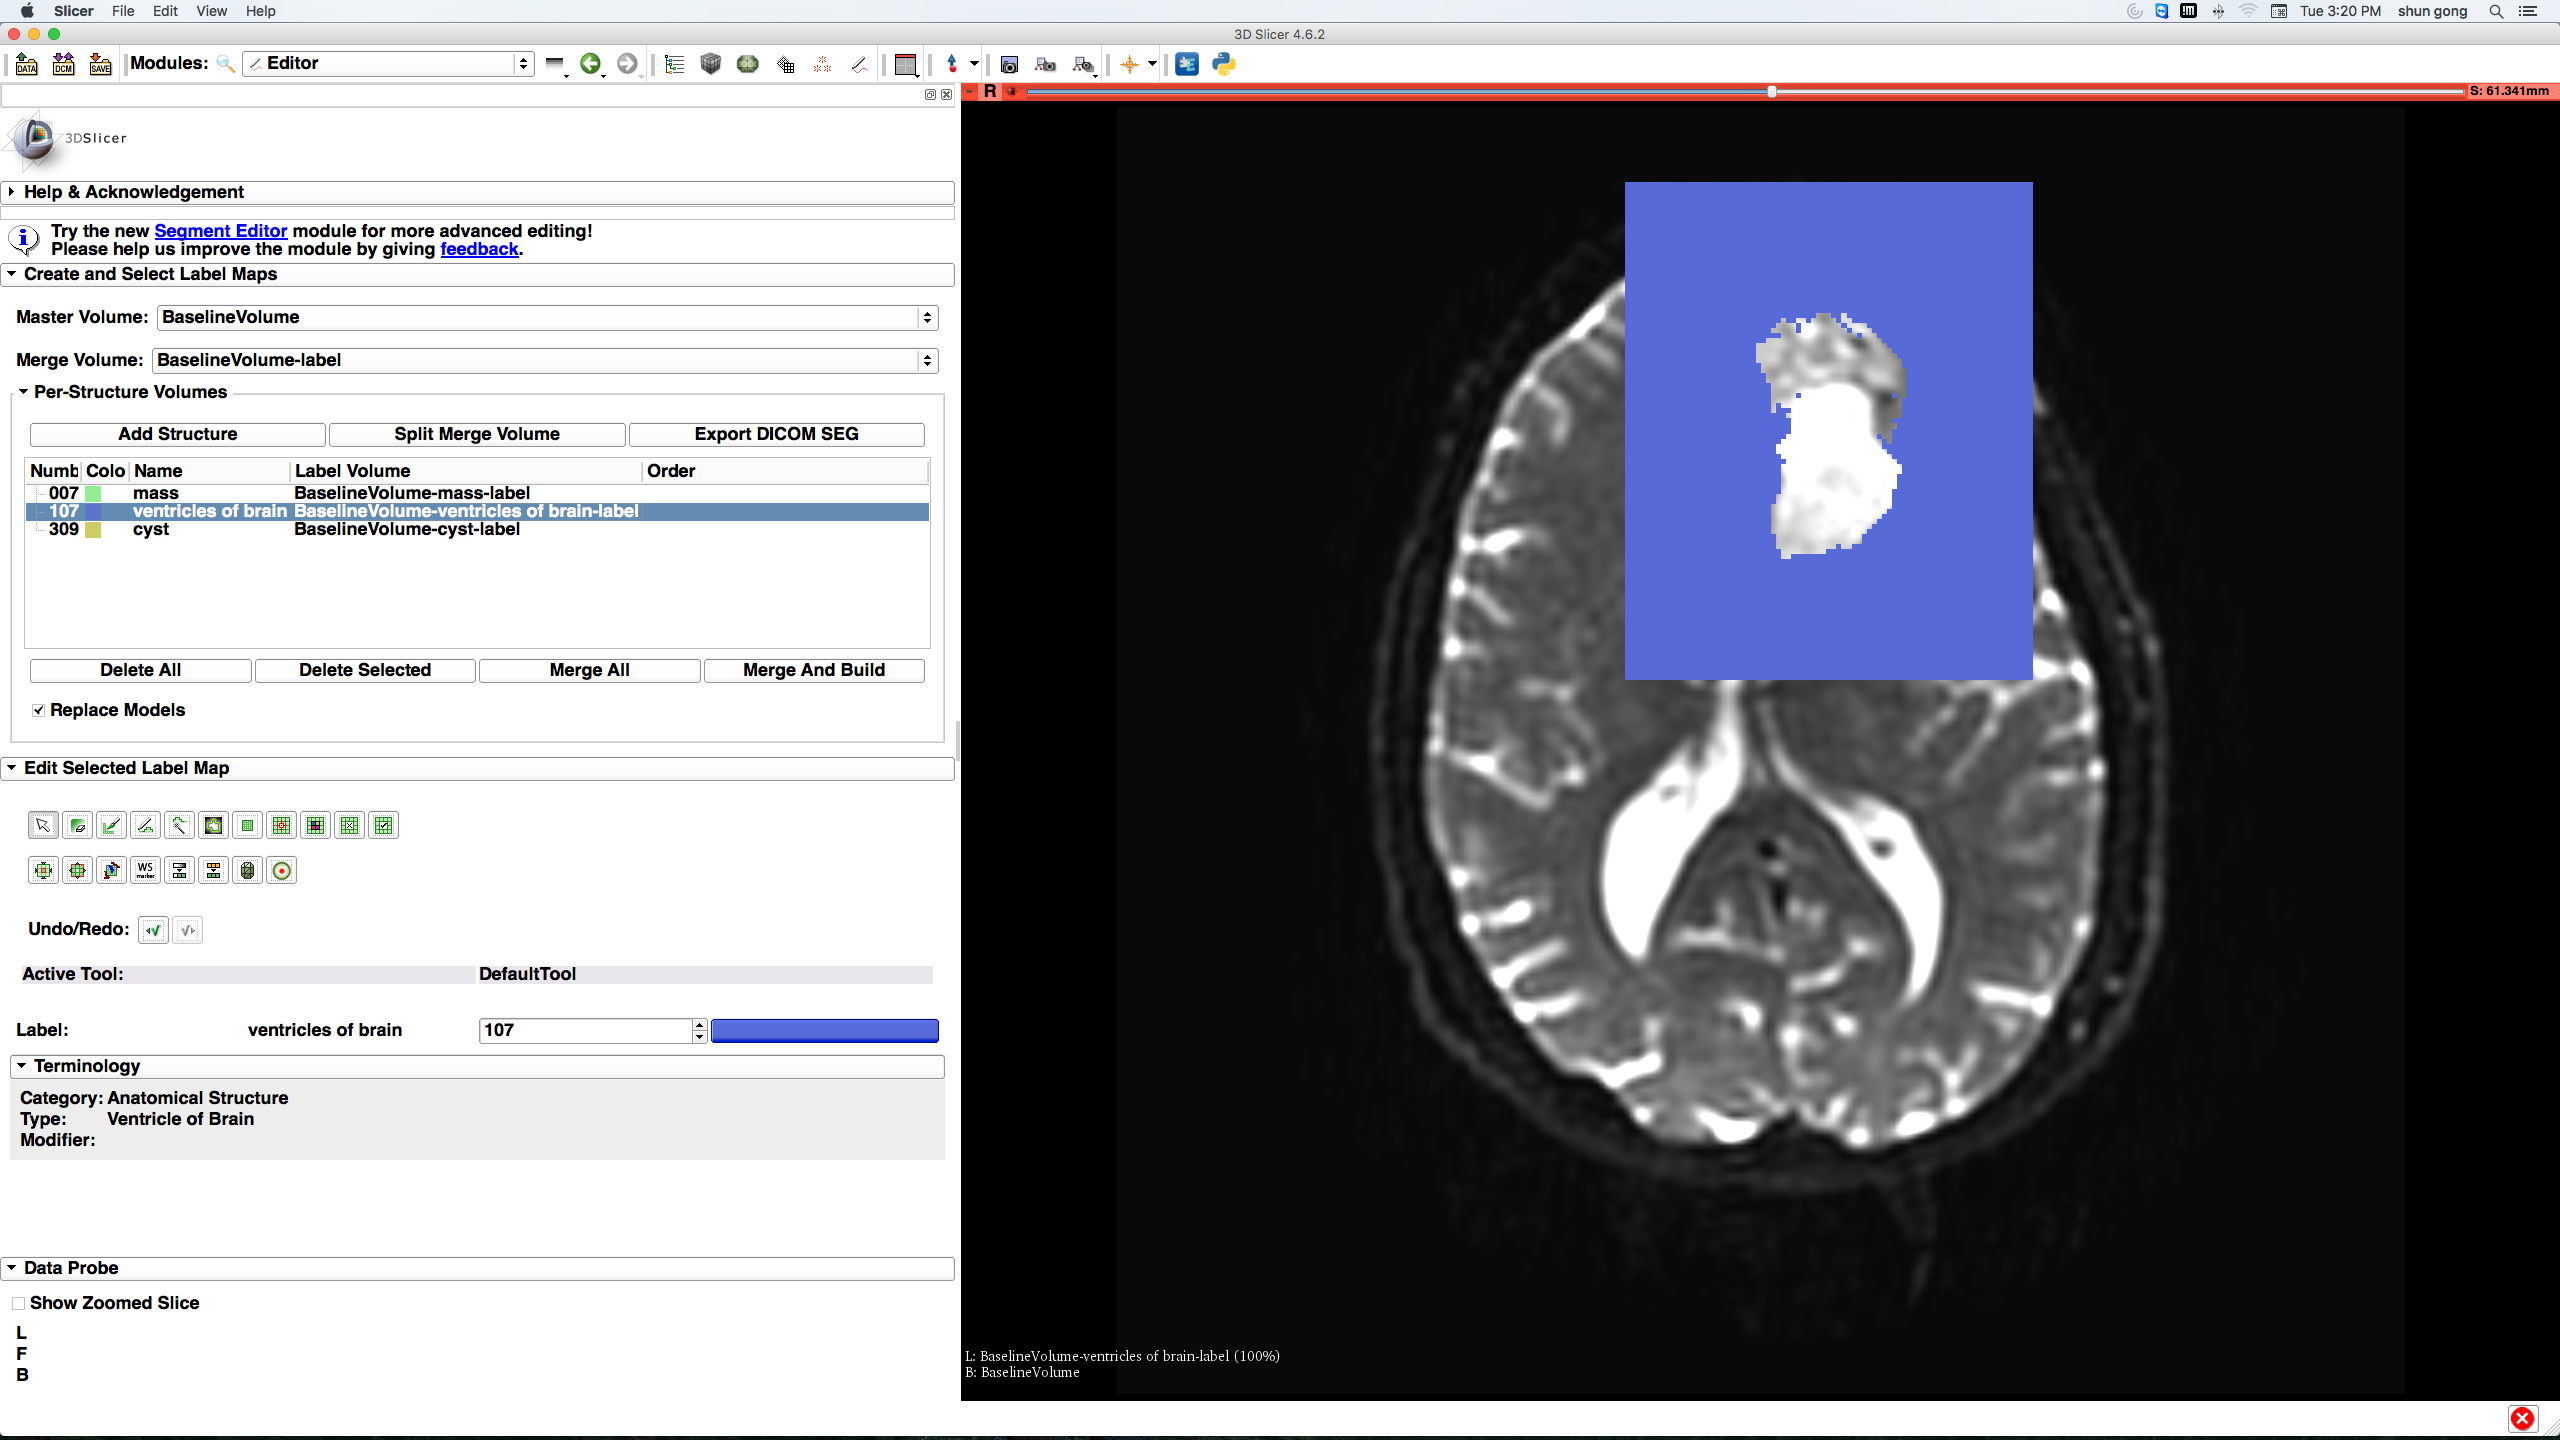 Slicer File Edit View Help Tue 3:20 PM shun gong
3D Slicer 4.6.2
DATA DCM SAVE Modules: Editor
R S: 61.341mm
3DSlicer
Help & Acknowledgement
Try the new Segment Editor module for more advanced editing!
Please help us improve the module by giving feedback.
Create and Select Label Maps
Master Volume: BaselineVolume
Merge Volume: BaselineVolume-label
Per-Structure Volumes
Add Structure Split Merge Volume Export DICOM SEG
Numb Colo Name Label Volume Order
007 mass BaselineVolume-mass-label
107 ventricles of brain BaselineVolume-ventricles of brain-label
309 cyst BaselineVolume-cyst-label
Delete All Delete Selected Merge All Merge And Build
Replace Models
Edit Selected Label Map
WS marker
Undo/Redo:
Active Tool: DefaultTool
Label: ventricles of brain 107
Terminology
Category: Anatomical Structure
Type: Ventricle of Brain
Modifier:
Data Probe
Show Zoomed Slice
L
F
B
L: BaselineVolume-ventricles of brain-label (100%)
B: BaselineVolume